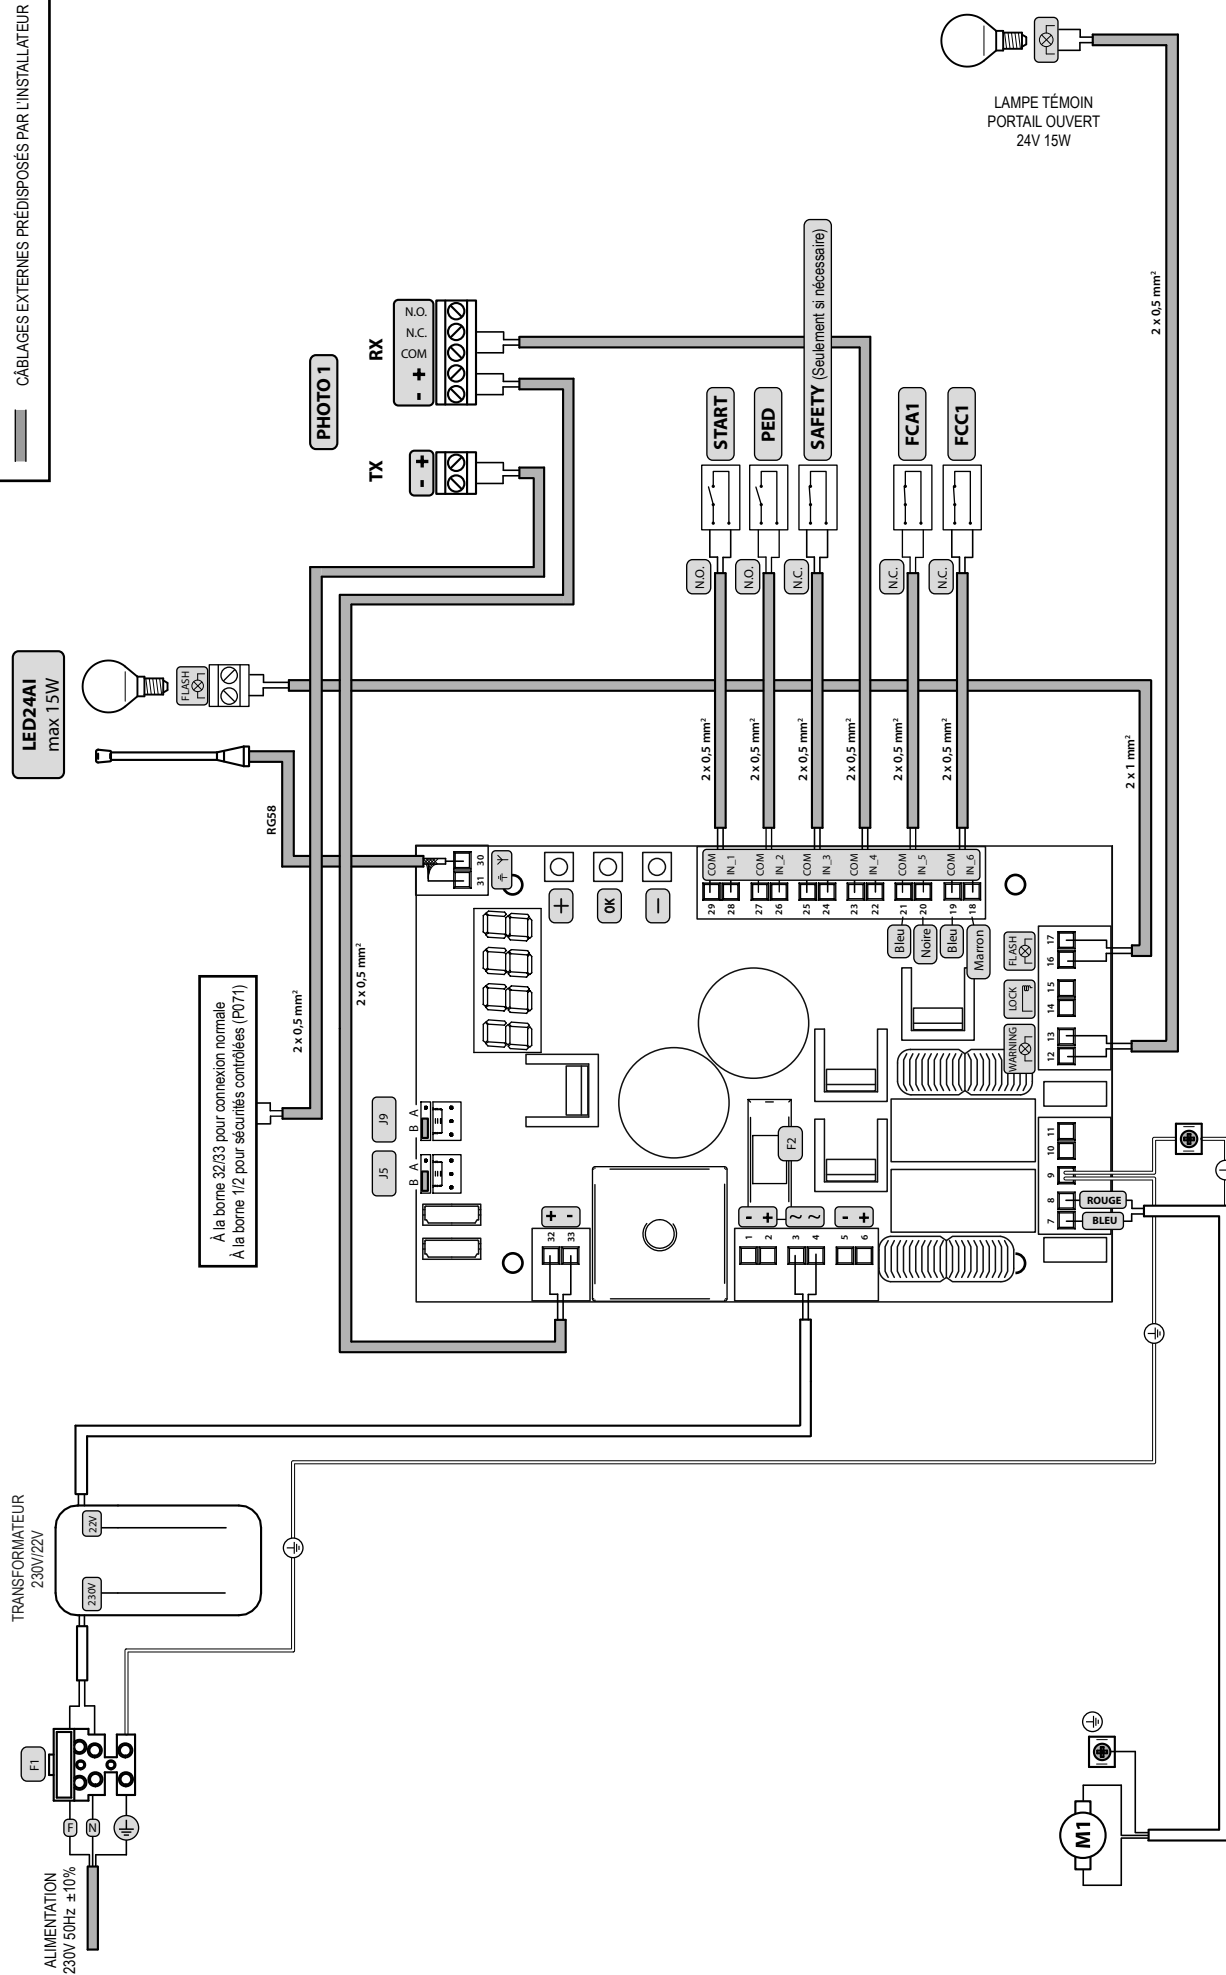 CÂBLAGES EXTERNES PRÉDISPOSÉS PAR L'INSTALLATEUR
LAMPE TÉMOIN
PORTAIL OUVERT
24V 15W
2 x 0,5 mm²
PHOTO 1
RX
N.O.
N.C.
COM
+
-
TX
- +
START
PED
SAFETY (Seulement si nécessaire)
FCA1
FCC1
N.O.
N.O.
N.C.
N.C.
N.C.
LED24AI
max 15W
FLASH
RG58
2 x 0,5 mm²
2 x 0,5 mm²
2 x 0,5 mm²
2 x 0,5 mm²
2 x 0,5 mm²
2 x 0,5 mm²
2 x 1 mm²
À la borne 32/33 pour connexion normale
À la borne 1/2 pour sécurités contrôlées (P071)
2 x 0,5 mm²
2 x 0,5 mm²
31 30
+
OK
-
29 COM
28 IN_1
27 COM
26 IN_2
25 COM
24 IN_3
23 COM
22 IN_4
21 COM
20 IN_5
19 COM
18 IN_6
Bleu
Noire
Bleu
Marron
FLASH
17
16
LOCK
15
14
WARNING
13
12
11
10
9
8 ROUGE
7 BLEU
J9
B A
J5
B A
32 +
33 -
F2
1 -
2 +
3 ~
4 ~
5 -
6 +
TRANSFORMATEUR
230V/22V
22V
230V
F1
F
N
ALIMENTATION
230V 50Hz ±10%
M1